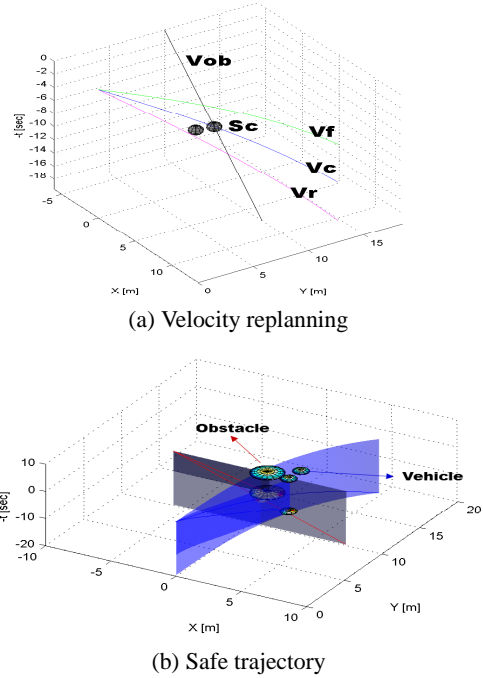 0
-2
-4
-6
-8
-10
-12
-14
-16
-18
-t [sec]
Vob
Sc
Vf
Vc
Vr
-5
0
5
10
X [m]
0
5
10
15
Y [m]
(a) Velocity replanning
Obstacle
Vehicle
10
0
-10
-20
-t [sec]
-10
-5
0
5
10
X [m]
0
5
10
15
20
Y [m]
(b) Safe trajectory